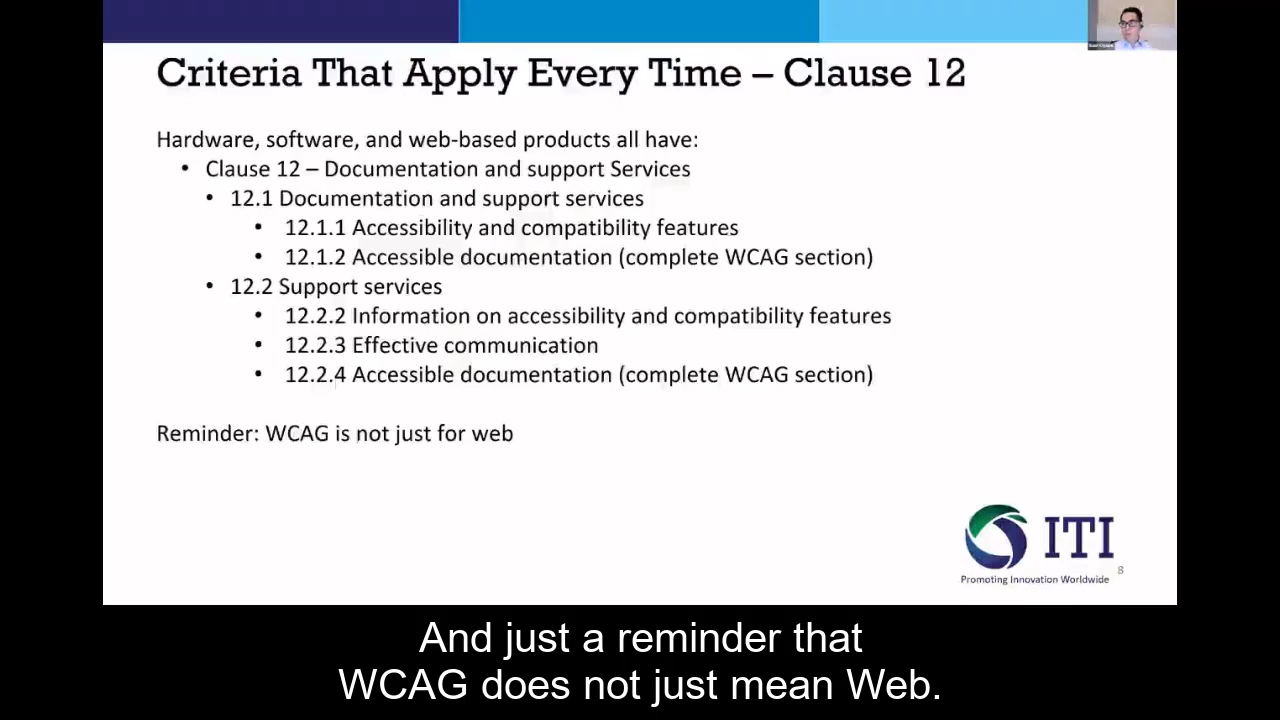 Criteria That Apply Every Time – Clause 12
Hardware, software, and web-based products all have:
• Clause 12 – Documentation and support Services
• 12.1 Documentation and support services
• 12.1.1 Accessibility and compatibility features
• 12.1.2 Accessible documentation (complete WCAG section)
• 12.2 Support services
• 12.2.2 Information on accessibility and compatibility features
• 12.2.3 Effective communication
• 12.2.4 Accessible documentation (complete WCAG section)
Reminder: WCAG is not just for web
ITI
Promoting Innovation Worldwide
8
And just a reminder that
WCAG does not just mean Web.